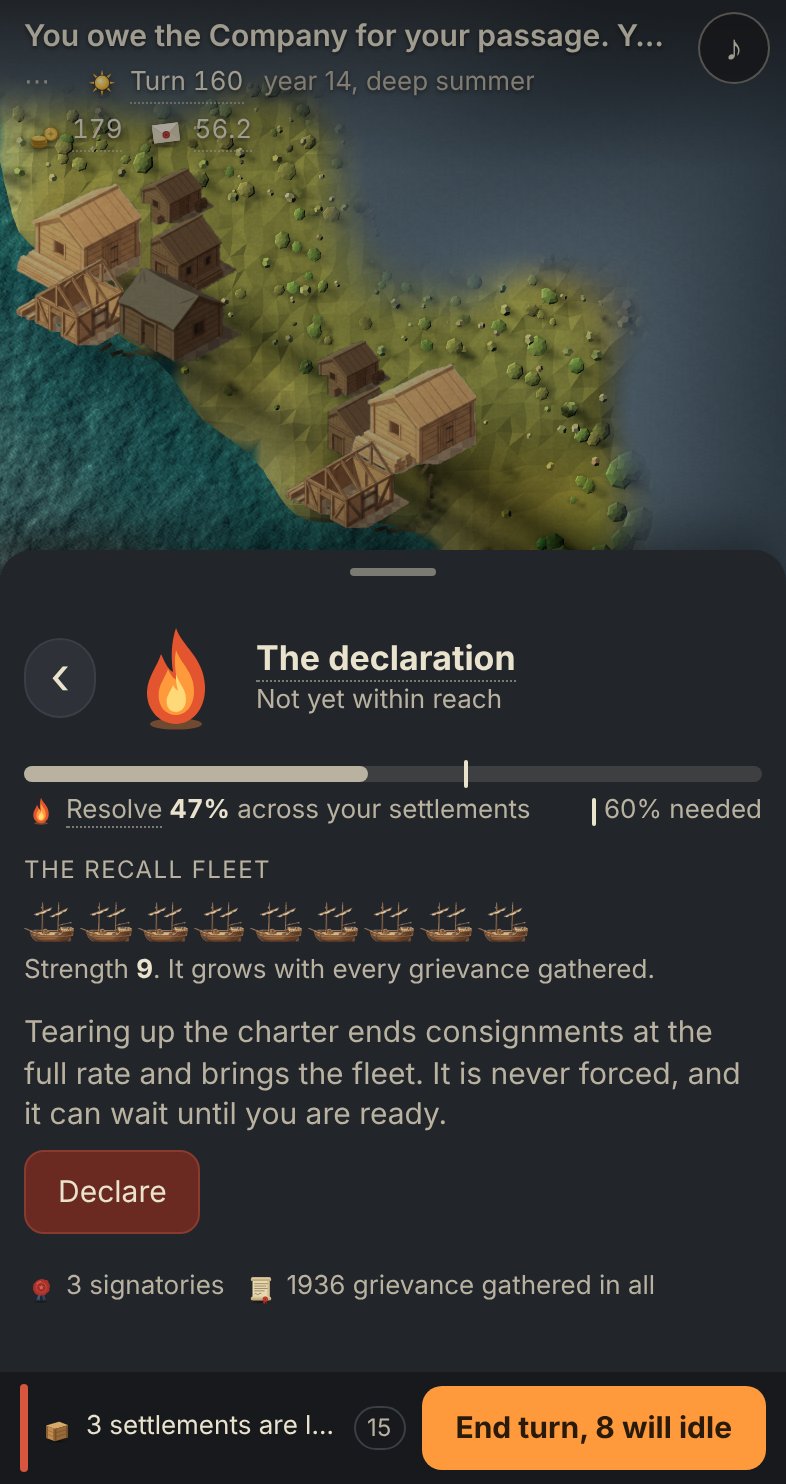 You owe the Company for your passage. Y...
... Turn 160 year 14, deep summer
179 56.2
The declaration
Not yet within reach
Resolve 47% across your settlements 60% needed
THE RECALL FLEET
Strength 9. It grows with every grievance gathered.
Tearing up the charter ends consignments at the
full rate and brings the fleet. It is never forced, and
it can wait until you are ready.
Declare
3 signatories 1936 grievance gathered in all
3 settlements are l... 15 End turn, 8 will idle